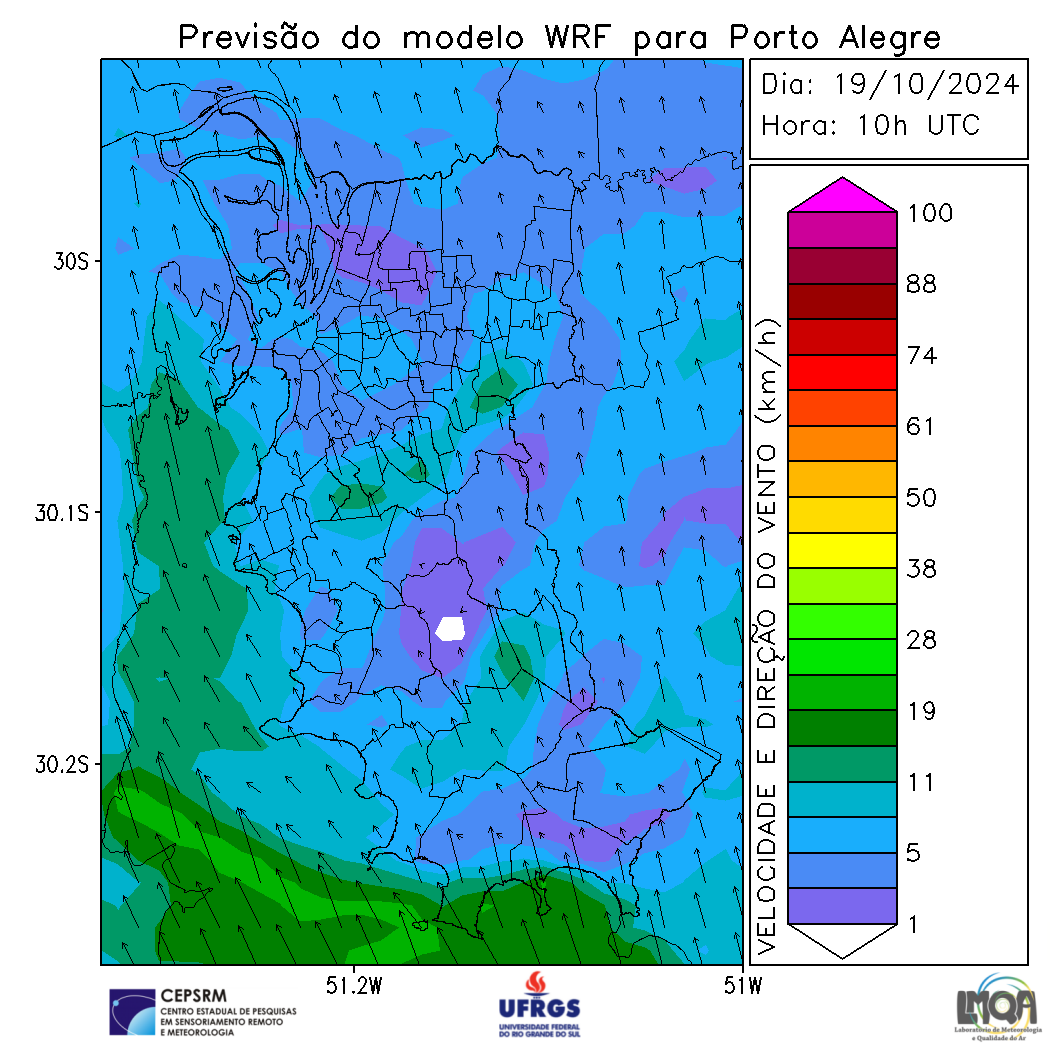 Previsão do modelo WRF para Porto Alegre
Dia: 19/10/2024
Hora: 10h UTC
30S
30.1S
30.2S
51.2W
51W
VELOCIDADE E DIREÇÃO DO VENTO (km/h)
100
88
74
61
50
38
28
19
11
5
1
CEPSRM
CENTRO ESTADUAL DE PESQUISAS
EM SENSORIAMENTO REMOTO
E METEOROLOGIA
UFRGS
UNIVERSIDADE FEDERAL
DO RIO GRANDE DO SUL
LMQA
Laboratório de Meteorologia
e Qualidade do Ar